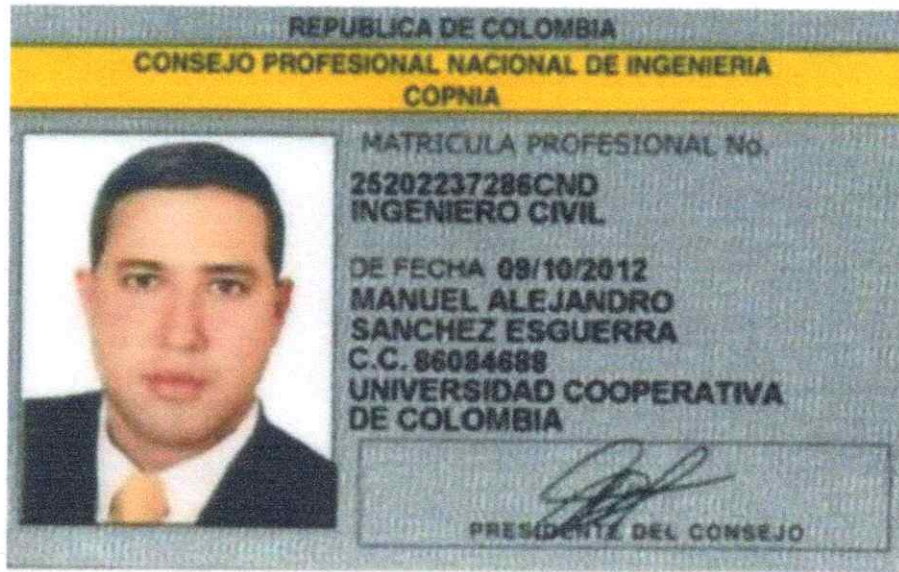 REPUBLICA DE COLOMBIA
CONSEJO PROFESIONAL NACIONAL DE INGENIERIA
COPNIA
MATRICULA PROFESIONAL No.
25202237286CND
INGENIERO CIVIL
DE FECHA 09/10/2012
MANUEL ALEJANDRO
SANCHEZ ESGUERRA
C.C. 86084688
UNIVERSIDAD COOPERATIVA
DE COLOMBIA
PRESIDENTE DEL CONSEJO